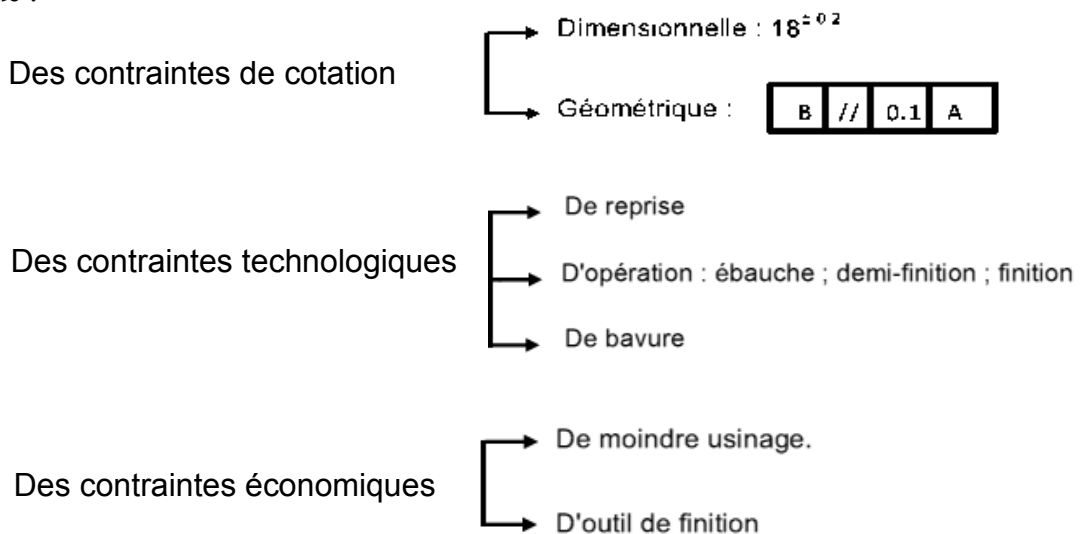 Dimensionnelle : 18±0 2
Des contraintes de cotation
Géométrique : B // 0.1 A
De reprise
Des contraintes technologiques
D'opération : ébauche ; demi-finition ; finition
De bavure
De moindre usinage.
Des contraintes économiques
D'outil de finition